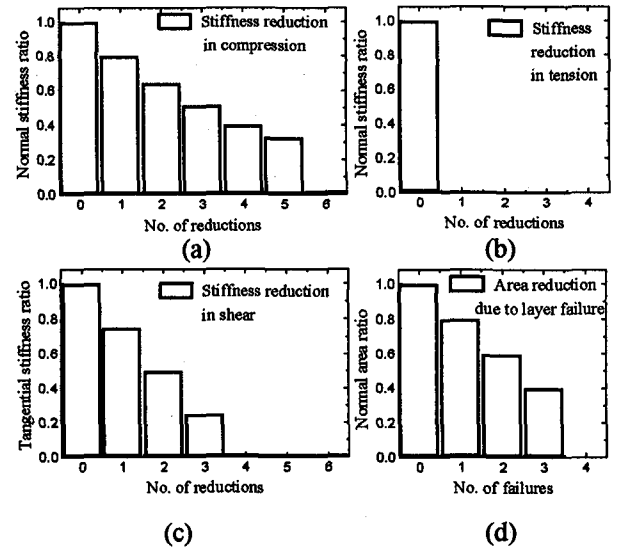 Normal stiffness ratio
1.0
0.8
0.6
0.4
0.2
0.0
Stiffness reduction
in compression
0 1 2 3 4 5 6
No. of reductions
(a)
Normal stiffness ratio
1.0
0.8
0.6
0.4
0.2
0.0
Stiffness
reduction
in tension
0 1 2 3 4
No. of reductions
(b)
Tangential stiffness ratio
1.0
0.8
0.6
0.4
0.2
0.0
Stiffness reduction
in shear
0 1 2 3 4 5 6
No. of reductions
(c)
Normal area ratio
1.0
0.8
0.6
0.4
0.2
0.0
Area reduction
due to layer failure
0 1 2 3 4
No. of failures
(d)